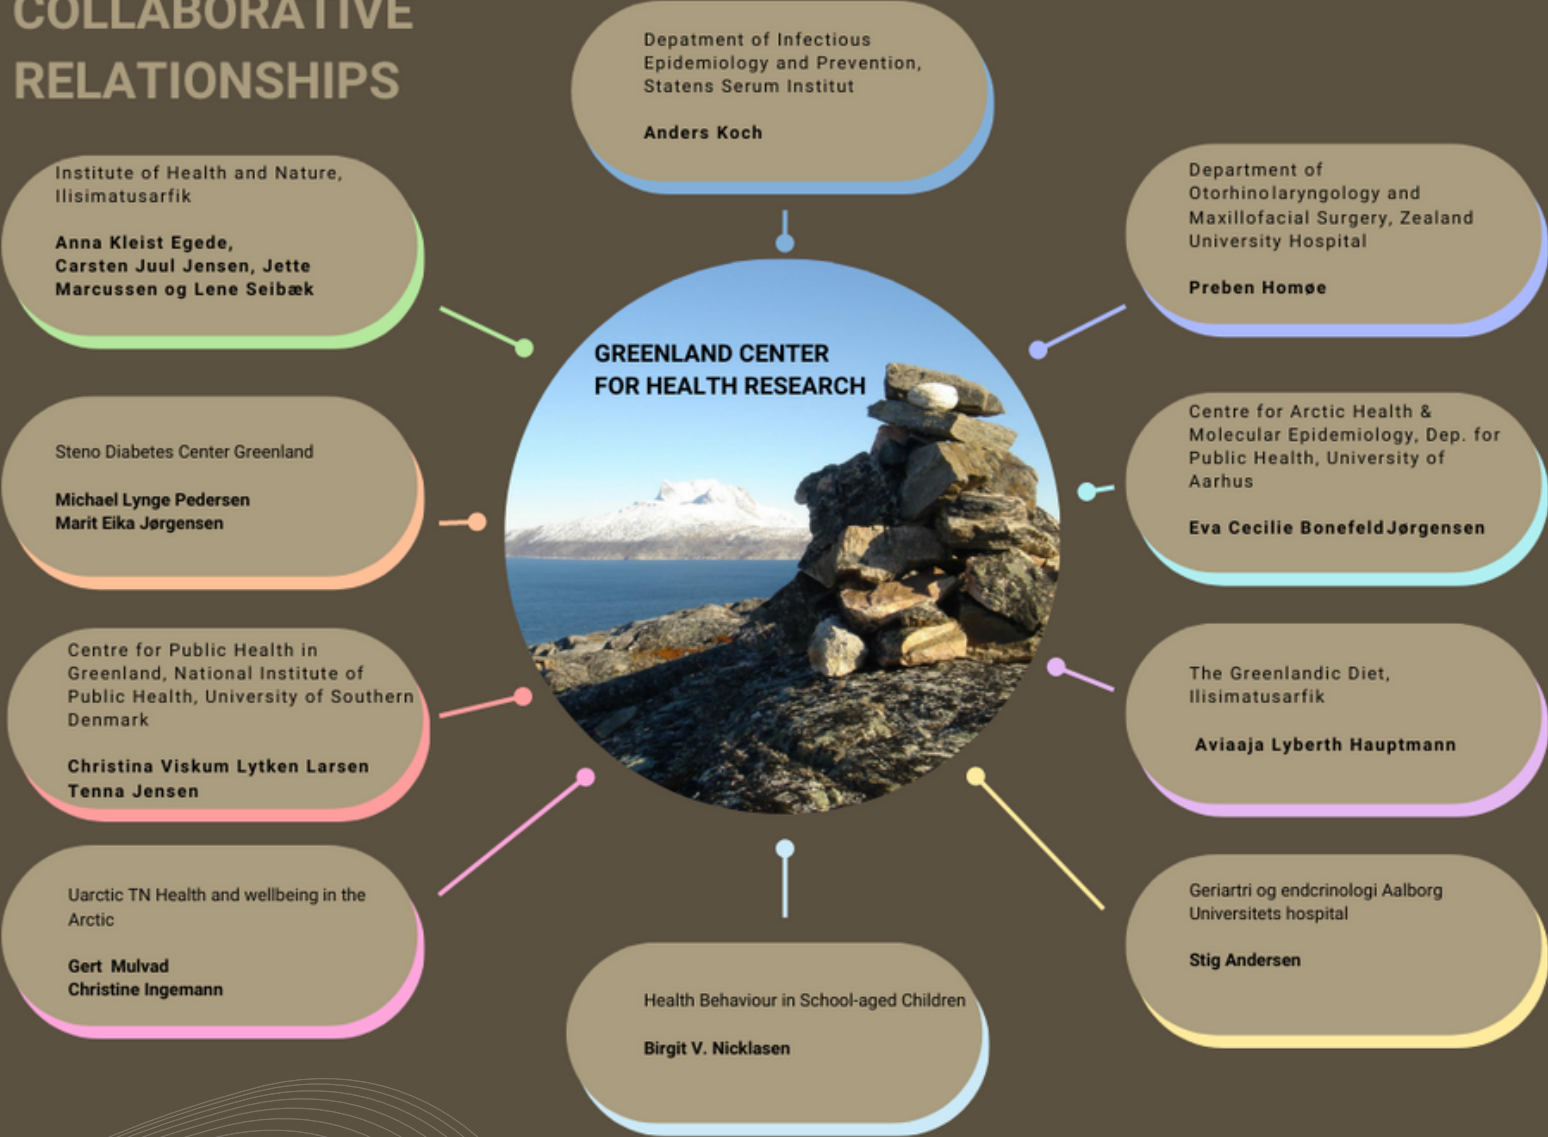 COLLABORATIVE
RELATIONSHIPS
Depatment of Infectious
Epidemiology and Prevention,
Statens Serum Institut
Anders Koch
Institute of Health and Nature,
Ilisimatusarfik
Anna Kleist Egede,
Carsten Juul Jensen, Jette
Marcussen og Lene Seibæk
Department of
Otorhinolaryngology and
Maxillofacial Surgery, Zealand
University Hospital
Preben Homøe
GREENLAND CENTER
FOR HEALTH RESEARCH
Steno Diabetes Center Greenland
Michael Lynge Pedersen
Marit Eika Jørgensen
Centre for Arctic Health &
Molecular Epidemiology, Dep. for
Public Health, University of
Aarhus
Eva Cecilie Bonefeld Jørgensen
Centre for Public Health in
Greenland, National Institute of
Public Health, University of Southern
Denmark
Christina Viskum Lytken Larsen
Tenna Jensen
The Greenlandic Diet,
Ilisimatusarfik
Aviaaja Lyberth Hauptmann
Uarctic TN Health and wellbeing in the
Arctic
Gert  Mulvad
Christine Ingemann
Geriartri og endcrinologi Aalborg
Universitets hospital
Stig Andersen
Health Behaviour in School-aged Children
Birgit V. Nicklasen